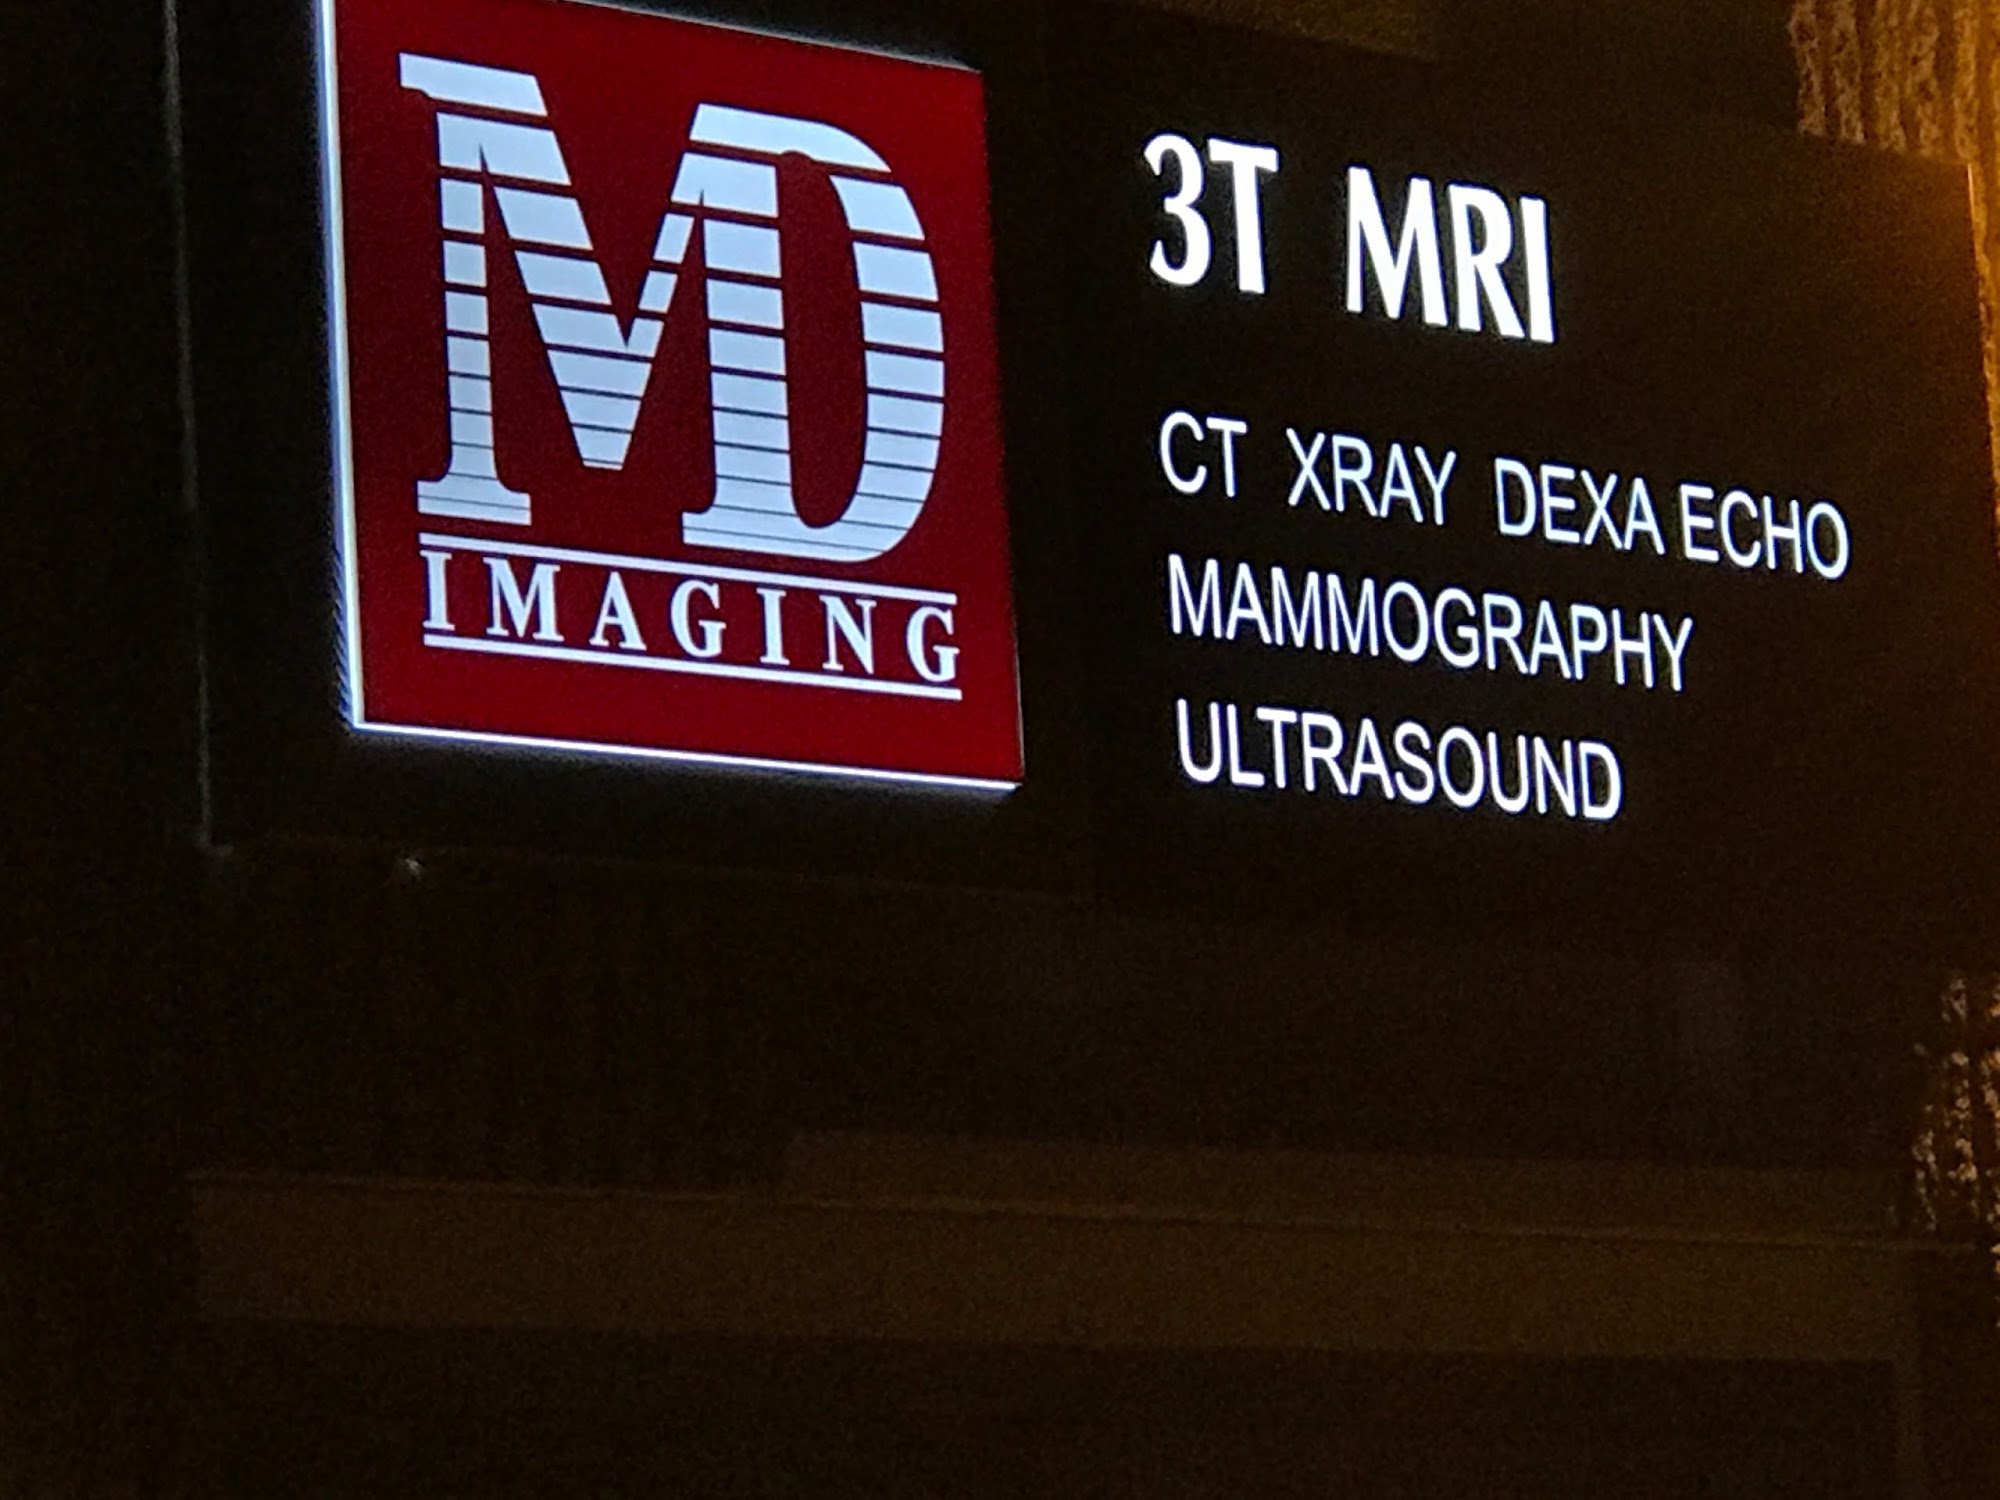 MD
IMAGING
3T MRI
CT XRAY DEXA ECHO
MAMMOGRAPHY
ULTRASOUND